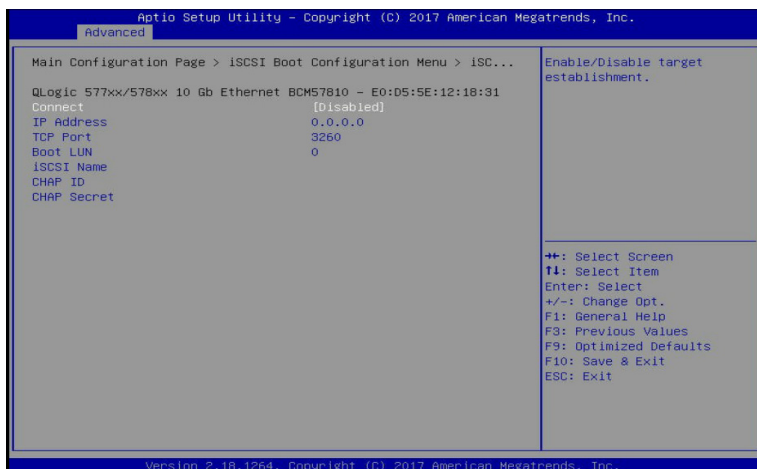 Aptio Setup Utility – Copyright (C) 2017 American Megatrends, Inc.
Advanced
Main Configuration Page > iSCSI Boot Configuration Menu > iSC...
QLogic 577xx/578xx 10 Gb Ethernet BCM57810 – E0:D5:5E:12:18:31
Connect [Disabled]
IP Address 0.0.0.0
TCP Port 3260
Boot LUN 0
iSCSI Name
CHAP ID
CHAP Secret
Enable/Disable target
establishment.
→←: Select Screen
↑↓: Select Item
Enter: Select
+/-: Change Opt.
F1: General Help
F3: Previous Values
F9: Optimized Defaults
F10: Save & Exit
ESC: Exit
Version 2.18.1264. Copyright (C) 2017 American Megatrends, Inc.